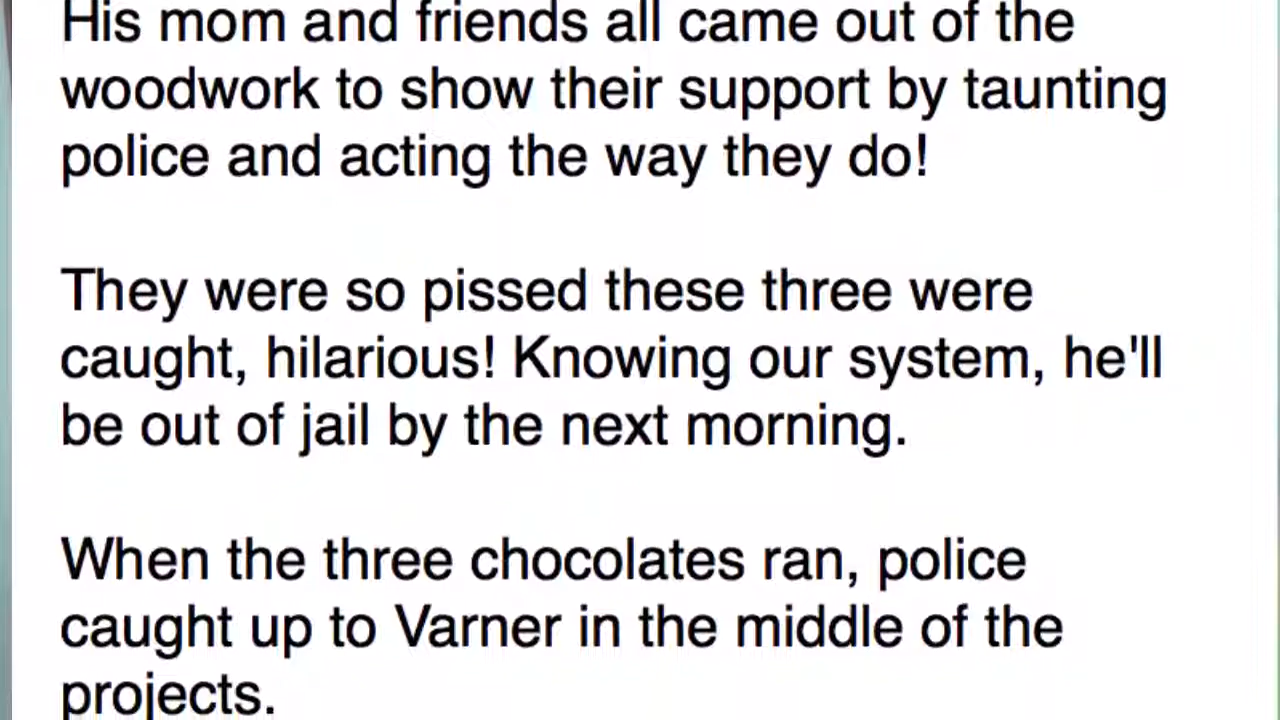 His mom and friends all came out of the
woodwork to show their support by taunting
police and acting the way they do!
They were so pissed these three were
caught, hilarious! Knowing our system, he'll
be out of jail by the next morning.
When the three chocolates ran, police
caught up to Varner in the middle of the
projects.